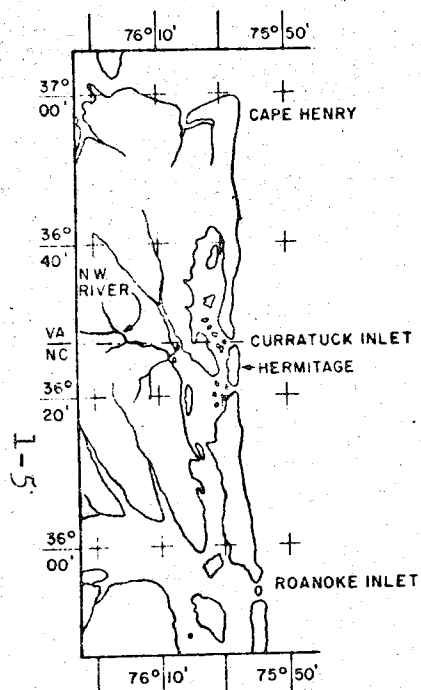 76° 10' 75° 50'
37°
00'
CAPE HENRY
36°
40'
N.W.
RIVER
VA
NC
CURRATUCK INLET
HERMITAGE
36°
20'
1-5
36°
00'
ROANOKE INLET
76° 10' 75° 50'